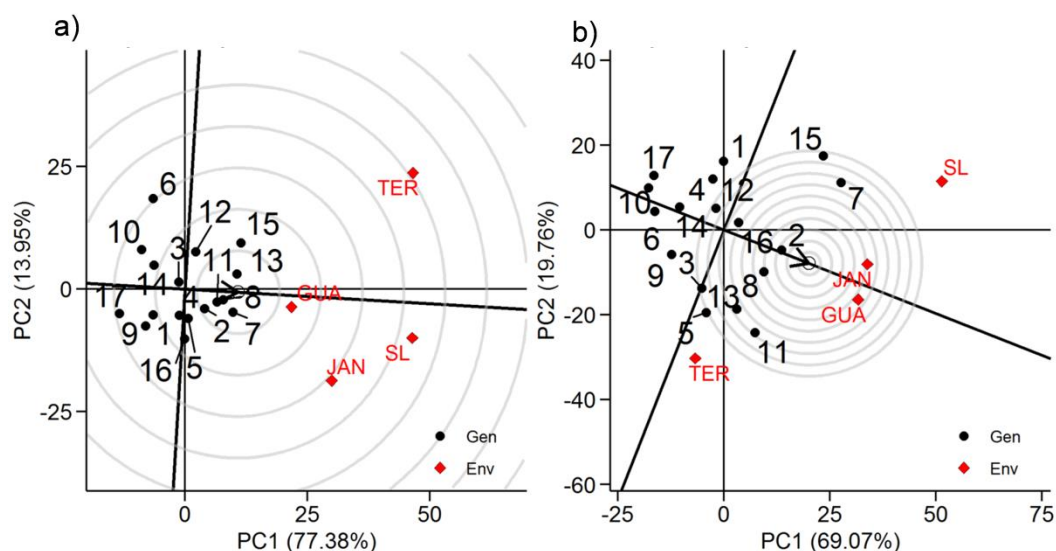 a)
b)
PC2 (13.95%)
25
0
-25
0
25
50
PC1 (77.38%)
TER
GUA
SL
JAN
6
12
15
10
3
11
13
14
4
8
17
9
1
2
7
16
5
Gen
Env
PC2 (19.76%)
40
20
0
-20
-40
-60
-25
0
25
50
75
PC1 (69.07%)
1
15
SL
17
4
12
7
10
14
16
2
6
9
3
8
JAN
13
GUA
5
11
TER
Gen
Env